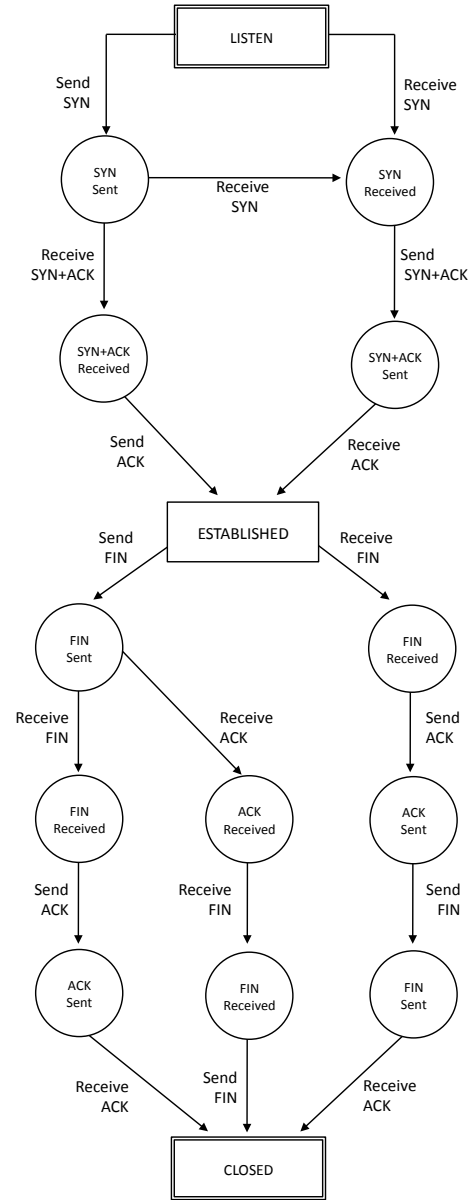 LISTEN
Send
SYN
Receive
SYN
SYN
Sent
Receive
SYN
SYN
Received
Receive
SYN+ACK
Send
SYN+ACK
SYN+ACK
Received
SYN+ACK
Sent
Send
ACK
Receive
ACK
ESTABLISHED
Send
FIN
Receive
FIN
FIN
Sent
FIN
Received
Receive
FIN
Receive
ACK
Send
ACK
FIN
Received
ACK
Received
ACK
Sent
Send
ACK
Receive
FIN
Send
FIN
ACK
Sent
FIN
Received
FIN
Sent
Receive
ACK
Send
FIN
Receive
ACK
CLOSED